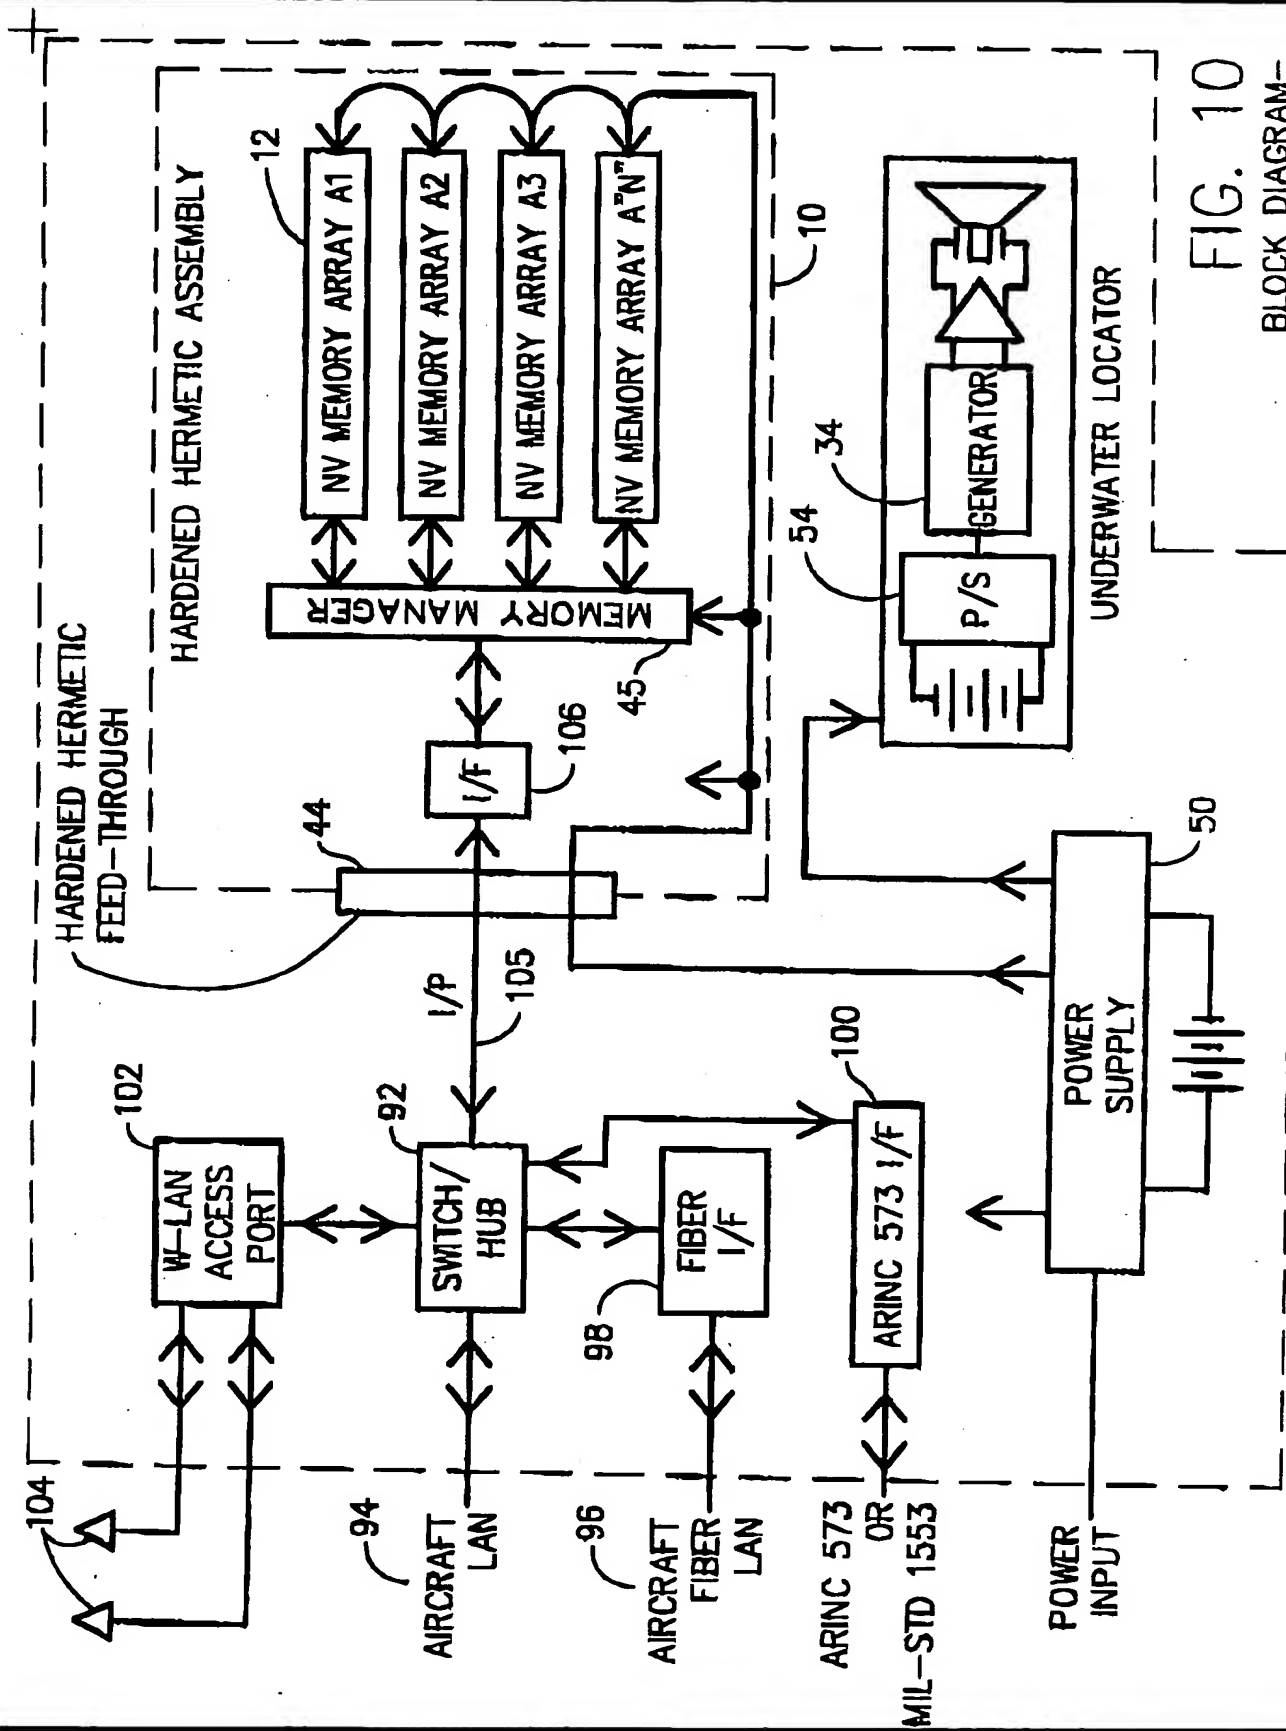 104
102
W-LAN
ACCESS
PORT
HARDENED HERMETIC
FEED-THROUGH
44
HARDENED HERMETIC ASSEMBLY
12
NV MEMORY ARRAY A1
NV MEMORY ARRAY A2
NV MEMORY ARRAY A3
NV MEMORY ARRAY A"N"
MEMORY MANAGER
45
I/F
106
10
94
AIRCRAFT
LAN
92
SWITCH/
HUB
I/P
105
96
AIRCRAFT
FIBER
LAN
98
FIBER
I/F
100
ARINC 573 I/F
ARINC 573
OR
MIL-STD 1553
POWER
INPUT
POWER
SUPPLY
50
54
P/S
34
GENERATOR
UNDERWATER LOCATOR
FIG. 10
BLOCK DIAGRAM-